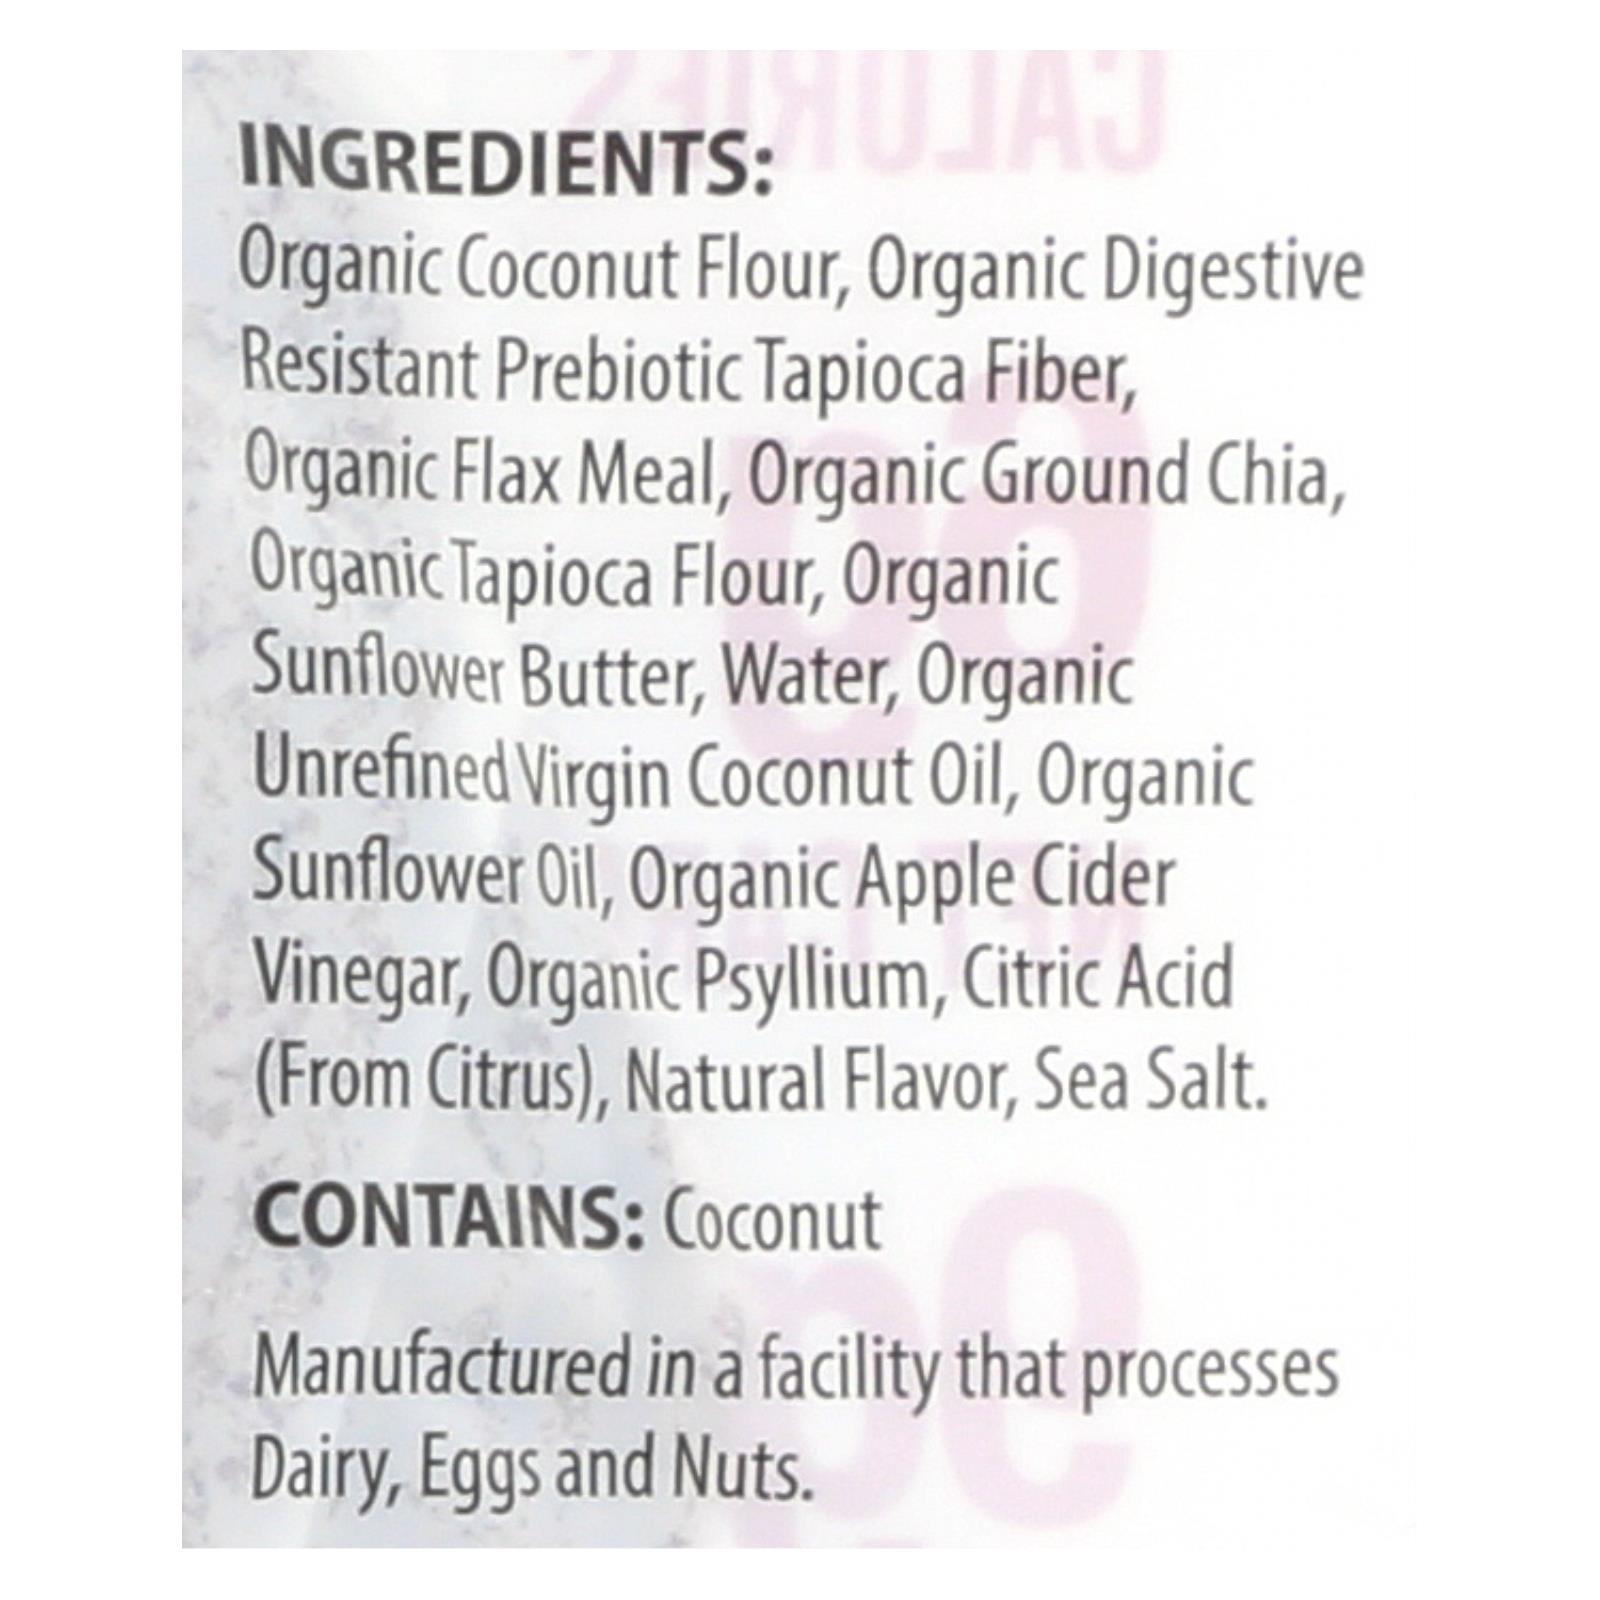 INGREDIENTS:
Organic Coconut Flour, Organic Digestive
Resistant Prebiotic Tapioca Fiber,
Organic Flax Meal, Organic Ground Chia,
Organic Tapioca Flour, Organic
Sunflower Butter, Water, Organic
Unrefined Virgin Coconut Oil, Organic
Sunflower Oil, Organic Apple Cider
Vinegar, Organic Psyllium, Citric Acid
(From Citrus), Natural Flavor, Sea Salt.
CONTAINS: Coconut
Manufactured in a facility that processes
Dairy, Eggs and Nuts.